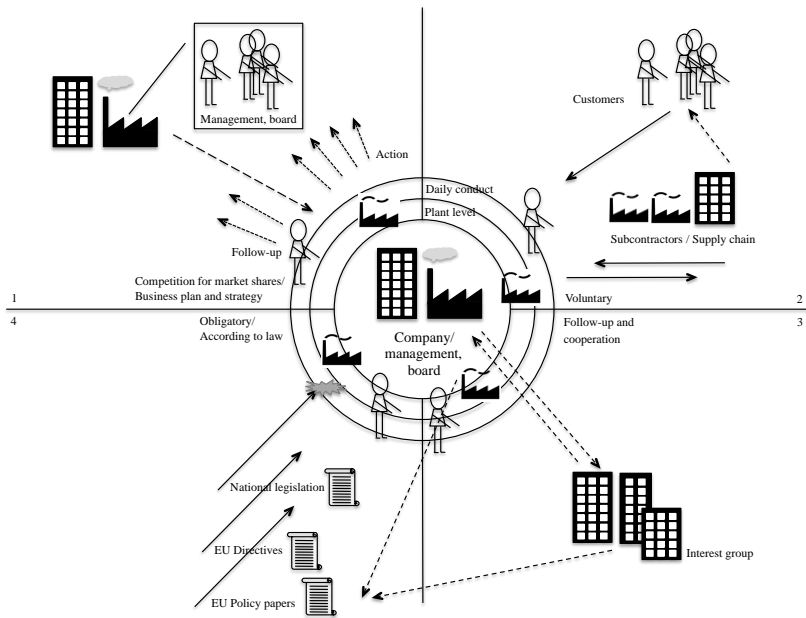 Management, board
Customers
Action
Daily conduct
Plant level
Subcontractors / Supply chain
Follow-up
Competition for market shares/
Business plan and strategy
1
Voluntary
2
4
Obligatory/
According to law
Follow-up and
cooperation
3
Company/
management,
board
National legislation
EU Directives
Interest group
EU Policy papers